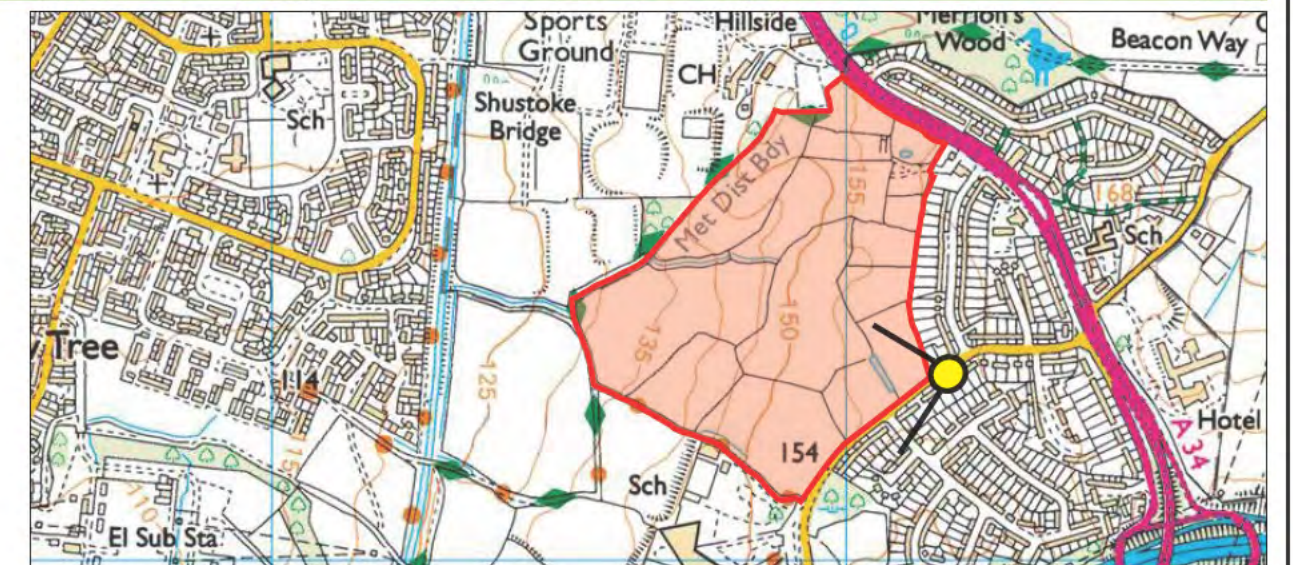 Sports
Ground
Hillside
Merrion's
Wood
Beacon Way
CH
Sch
Shustoke
Bridge
Met Dist Bdy
155
168
Sch
135
150
125
Tree
114
A 34
Hotel
154
Sch
110
El Sub Sta